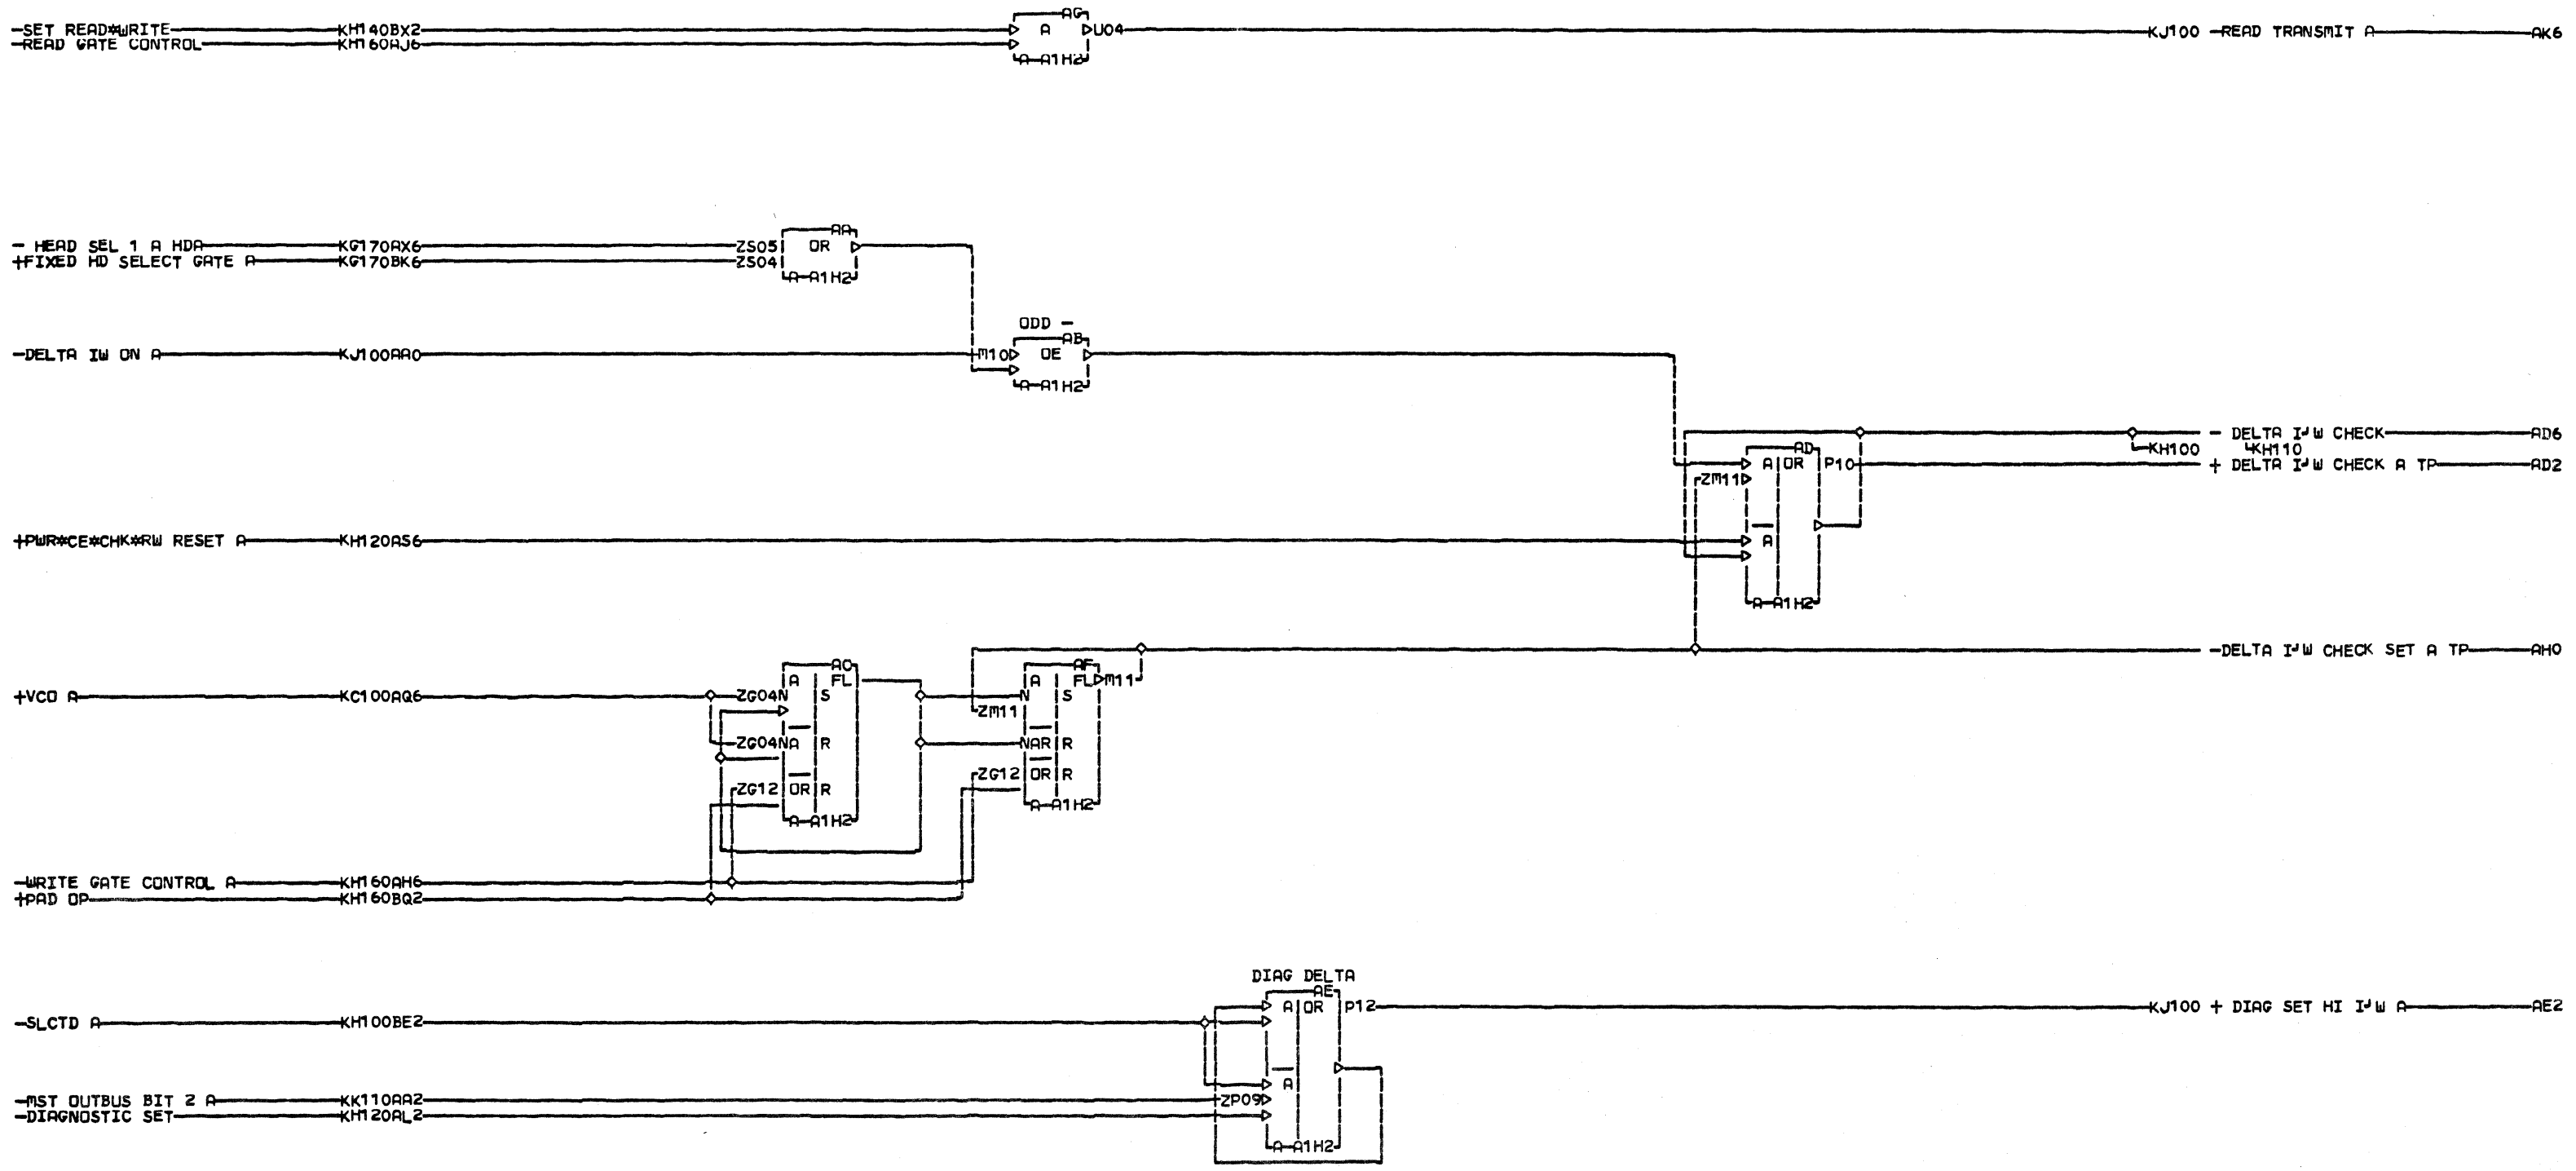 AG
-SET READ*WRITE KH140BX2 A U04 KJ100 -READ TRANSMIT A AK6
-READ GATE CONTROL KH160AJ6
A-A1H2
AA
- HEAD SEL 1 A HDA KG170AX6 ZS05 OR
+FIXED HD SELECT GATE A KG170BK6 ZS04
A-A1H2
ODD -
AB
-DELTA IW ON A KJ100AA0 M10 OE
A-A1H2
- DELTA I W CHECK AD6
AD KH100 KH110
A OR P10 + DELTA I W CHECK A TP AD2
ZM11
+PWR*CE*CHK*RW RESET A KH120AS6 A
A-A1H2
-DELTA I W CHECK SET A TP AH0
AC AF
A FL A FL M11
+VCO A KC100AQ6 ZG04N S N S
ZM11
ZG04NA R NAR R
ZG12 OR R ZG12 OR R
A-A1H2 A-A1H2
-WRITE GATE CONTROL A KH160AH6
+PAD OP KH160BQ2
DIAG DELTA
AE
A OR P12 KJ100 + DIAG SET HI I W A AE2
-SLCTD A KH100BE2
A
-MST OUTBUS BIT 2 A KK110AA2 ZP09
-DIAGNOSTIC SET KH120AL2
A-A1H2